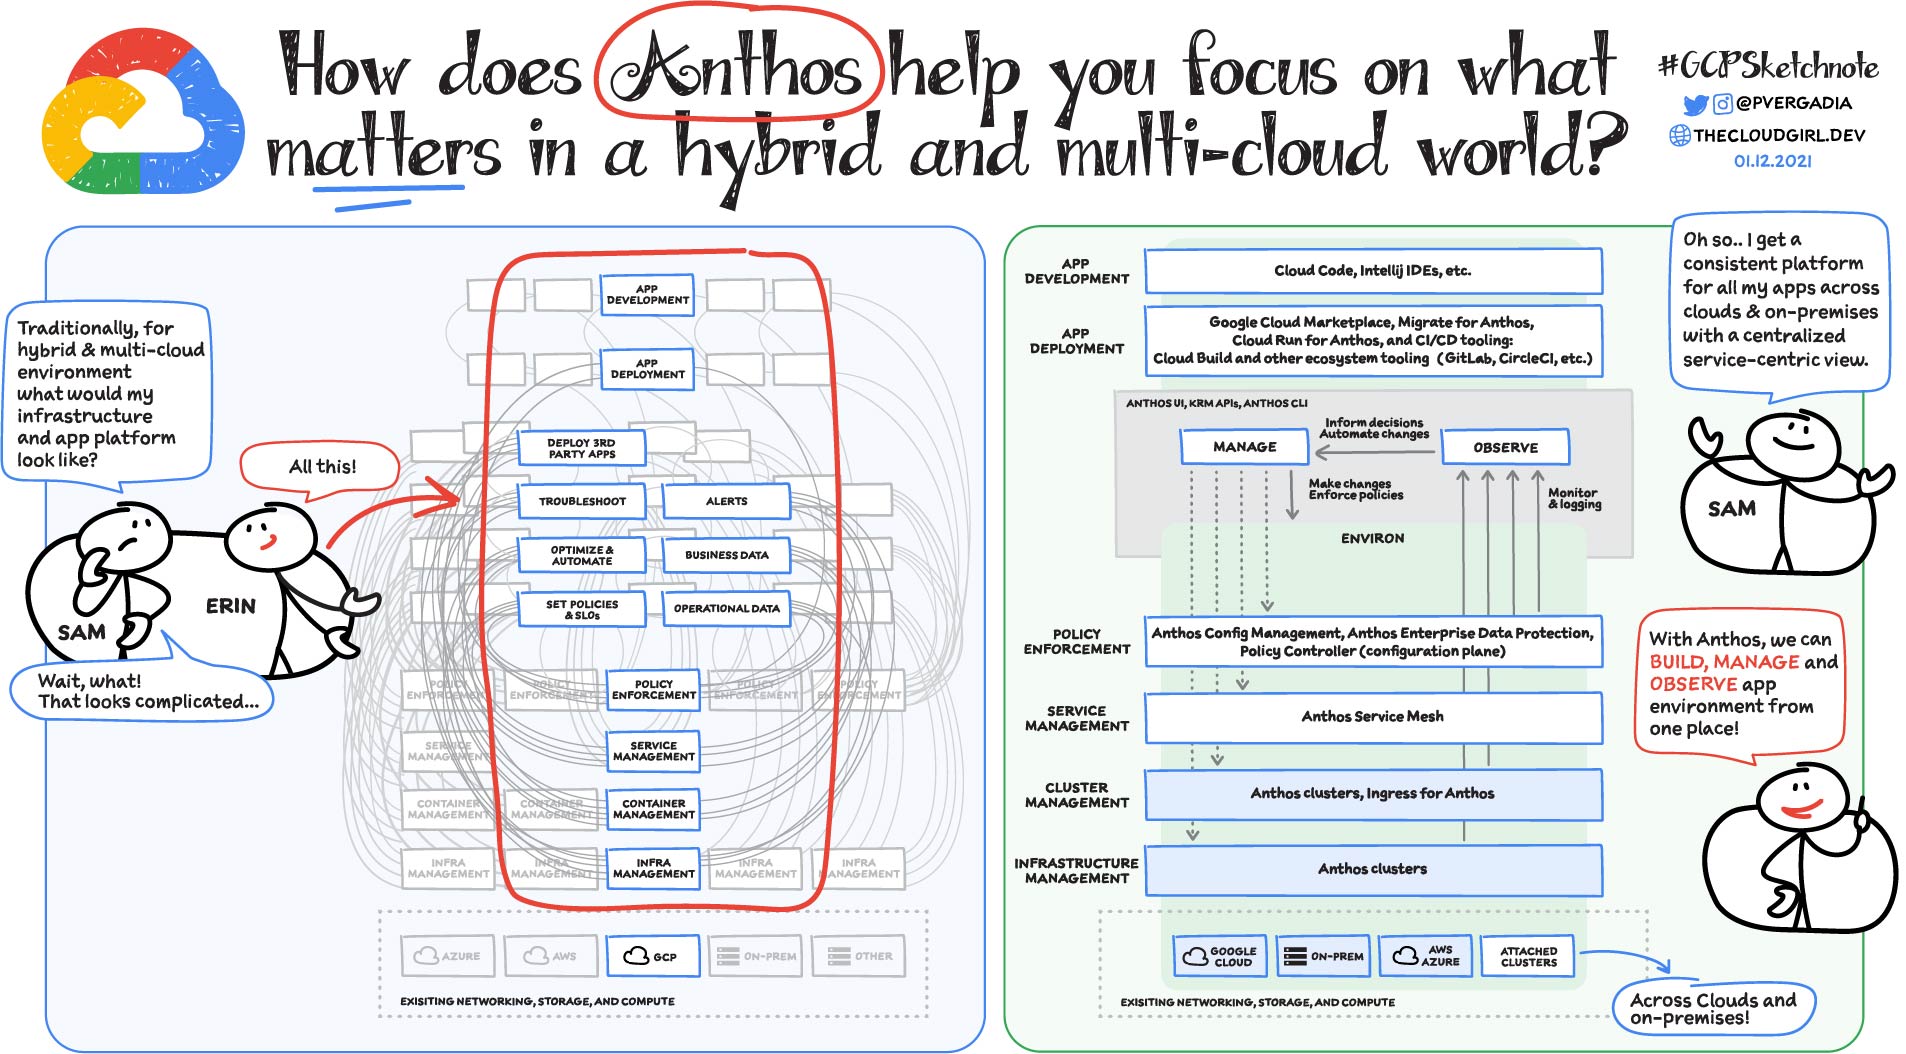 How does Anthos help you focus on what
matters in a hybrid and multi-cloud world?
#GCPSketchnote
@PVERGADIA
THECLOUDGIRL.DEV
01.12.2021
Traditionally, for
hybrid & multi-cloud
environment
what would my
infrastructure
and app platform
look like?
All this!
SAM
ERIN
Wait, what!
That looks complicated...
APP
DEVELOPMENT
APP
DEPLOYMENT
DEPLOY 3RD
PARTY APPS
TROUBLESHOOT
ALERTS
OPTIMIZE &
AUTOMATE
BUSINESS DATA
SET POLICIES
& SLOs
OPERATIONAL DATA
POLICY
ENFORCEMENT
POLICY
ENFORCEMENT
POLICY
ENFORCEMENT
POLICY
ENFORCEMENT
POLICY
ENFORCEMENT
SERVICE
MANAGEMENT
SERVICE
MANAGEMENT
CONTAINER
MANAGEMENT
CONTAINER
MANAGEMENT
CONTAINER
MANAGEMENT
INFRA
MANAGEMENT
INFRA
MANAGEMENT
INFRA
MANAGEMENT
INFRA
MANAGEMENT
INFRA
MANAGEMENT
AZURE
AWS
GCP
ON-PREM
OTHER
EXISITING NETWORKING, STORAGE, AND COMPUTE
APP
DEVELOPMENT
Cloud Code, Intellij IDEs, etc.
APP
DEPLOYMENT
Google Cloud Marketplace, Migrate for Anthos,
Cloud Run for Anthos, and CI/CD tooling:
Cloud Build and other ecosystem tooling (GitLab, CircleCI, etc.)
ANTHOS UI, KRM APIs, ANTHOS CLI
MANAGE
Inform decisions
Automate changes
OBSERVE
Make changes
Enforce policies
Monitor
& logging
ENVIRON
POLICY
ENFORCEMENT
Anthos Config Management, Anthos Enterprise Data Protection,
Policy Controller (configuration plane)
SERVICE
MANAGEMENT
Anthos Service Mesh
CLUSTER
MANAGEMENT
Anthos clusters, Ingress for Anthos
INFRASTRUCTURE
MANAGEMENT
Anthos clusters
GOOGLE
CLOUD
ON-PREM
AWS
AZURE
ATTACHED
CLUSTERS
EXISITING NETWORKING, STORAGE, AND COMPUTE
Across Clouds and
on-premises!
Oh so.. I get a
consistent platform
for all my apps across
clouds & on-premises
with a centralized
service-centric view.
SAM
With Anthos, we can
BUILD, MANAGE and
OBSERVE app
environment from
one place!